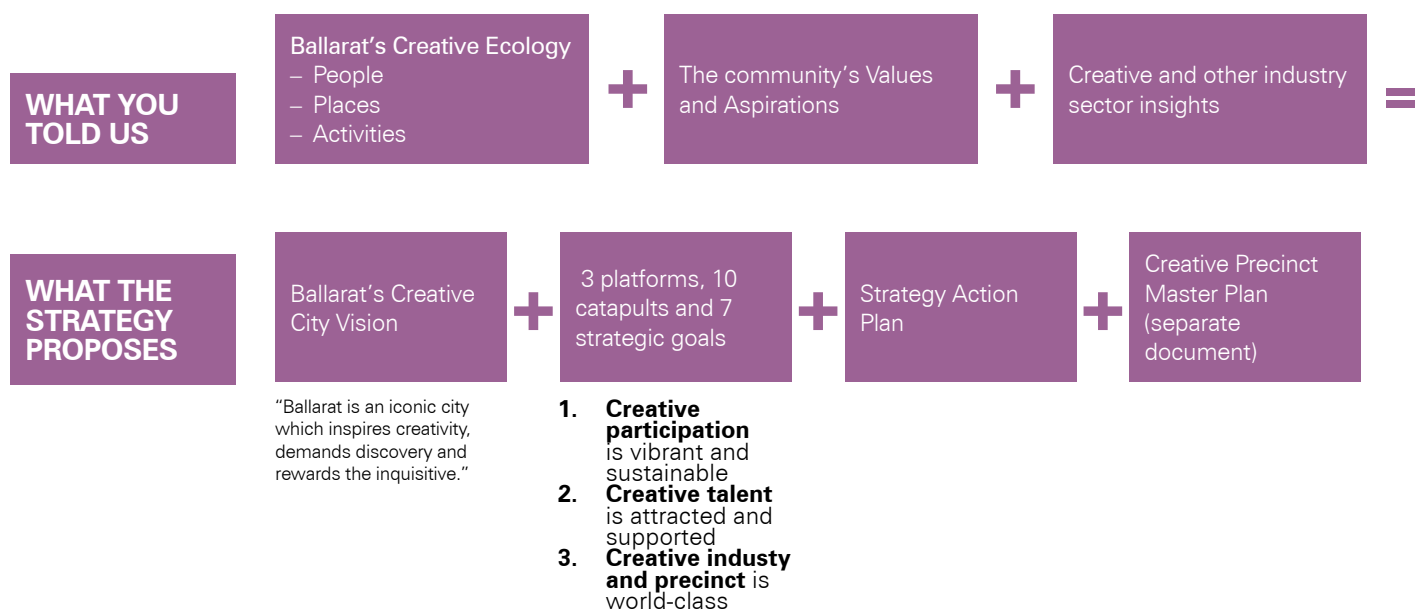 WHAT YOU
TOLD US
Ballarat's Creative Ecology
– People
– Places
– Activities
+
The community's Values
and Aspirations
+
Creative and other industry
sector insights
=
WHAT THE
STRATEGY
PROPOSES
Ballarat's Creative
City Vision
+
3 platforms, 10
catapults and 7
strategic goals
+
Strategy Action
Plan
+
Creative Precinct
Master Plan
(separate
document)
“Ballarat is an iconic city
which inspires creativity,
demands discovery and
rewards the inquisitive.”
1. Creative
participation
is vibrant and
sustainable
2. Creative talent
is attracted and
supported
3. Creative industy
and precinct is
world-class